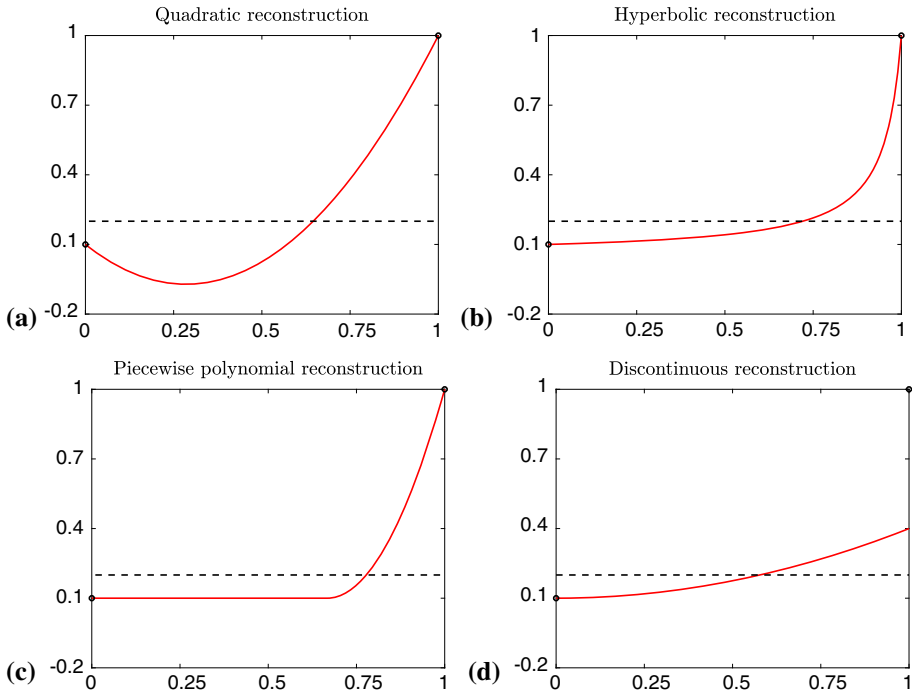 Quadratic reconstruction
1
0.7
0.4
0.1
-0.2
0 0.25 0.5 0.75 1
(a)
Hyperbolic reconstruction
1
0.7
0.4
0.1
-0.2
0 0.25 0.5 0.75 1
(b)
Piecewise polynomial reconstruction
1
0.7
0.4
0.1
-0.2
0 0.25 0.5 0.75 1
(c)
Discontinuous reconstruction
1
0.7
0.4
0.1
-0.2
0 0.25 0.5 0.75 1
(d)